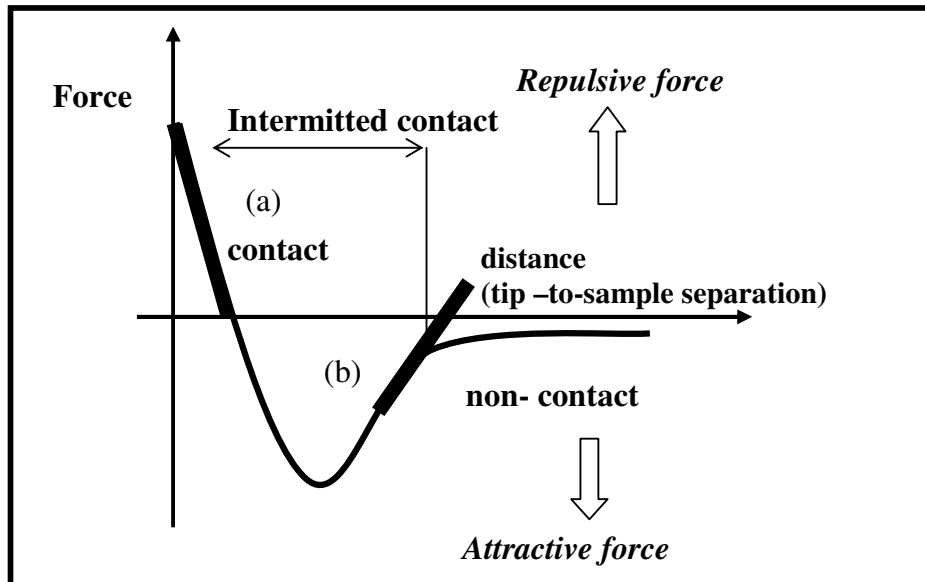 Repulsive force
Force
Intermitted contact
(a)
contact
distance
(tip –to-sample separation)
(b)
non- contact
Attractive force